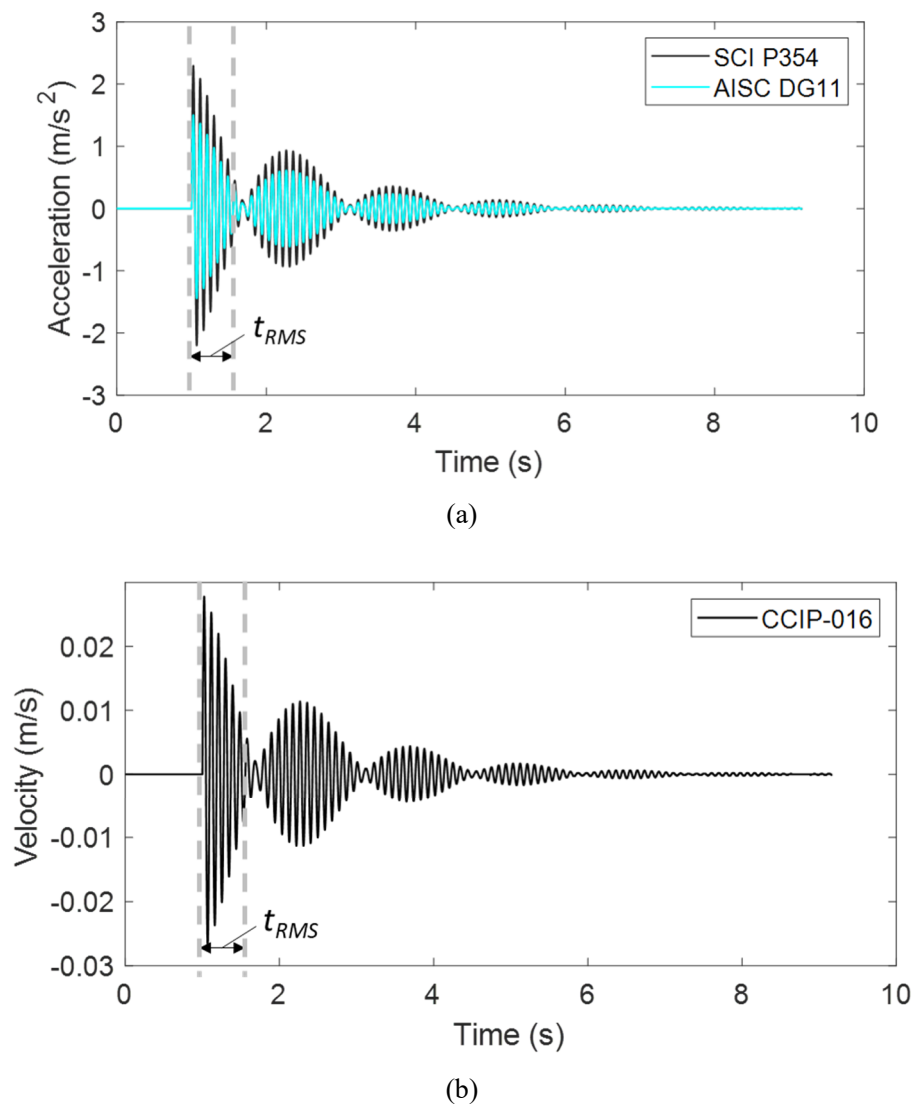 3
SCI P354
AISC DG11
2
1
0
-1
-2
-3
Acceleration (m/s²)
t_RMS
0 2 4 6 8 10
Time (s)
(a)
CCIP-016
0.02
0.01
0
-0.01
-0.02
-0.03
Velocity (m/s)
t_RMS
0 2 4 6 8 10
Time (s)
(b)